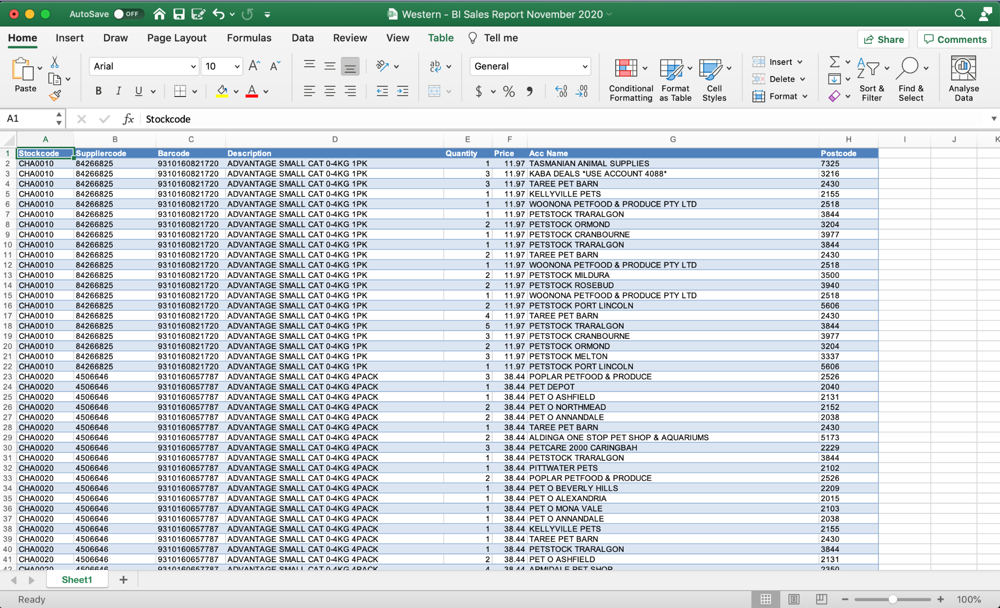 AutoSave OFF Western - BI Sales Report November 2020
Home Insert Draw Page Layout Formulas Data Review View Table Tell me Share Comments
Paste Arial 10 General Conditional Formatting Format as Table Cell Styles Insert Delete Format Sort & Filter Find & Select Analyse Data
A1 fx Stockcode
A B C D E F G H I J K
1 Stockcode Suppliercode Barcode Description Quantity Price Acc Name Postcode
2 CHA0010 84266825 9310160821720 ADVANTAGE SMALL CAT 0-4KG 1PK 1 11.97 TASMANIAN ANIMAL SUPPLIES 7325
3 CHA0010 84266825 9310160821720 ADVANTAGE SMALL CAT 0-4KG 1PK 3 11.97 KABA DEALS *USE ACCOUNT 4088* 3216
4 CHA0010 84266825 9310160821720 ADVANTAGE SMALL CAT 0-4KG 1PK 3 11.97 TAREE PET BARN 2430
5 CHA0010 84266825 9310160821720 ADVANTAGE SMALL CAT 0-4KG 1PK 1 11.97 KELLYVILLE PETS 2155
6 CHA0010 84266825 9310160821720 ADVANTAGE SMALL CAT 0-4KG 1PK 1 11.97 WOONONA PETFOOD & PRODUCE PTY LTD 2518
7 CHA0010 84266825 9310160821720 ADVANTAGE SMALL CAT 0-4KG 1PK 1 11.97 PETSTOCK TRARALGON 3844
8 CHA0010 84266825 9310160821720 ADVANTAGE SMALL CAT 0-4KG 1PK 2 11.97 PETSTOCK ORMOND 3204
9 CHA0010 84266825 9310160821720 ADVANTAGE SMALL CAT 0-4KG 1PK 1 11.97 PETSTOCK CRANBOURNE 3977
10 CHA0010 84266825 9310160821720 ADVANTAGE SMALL CAT 0-4KG 1PK 1 11.97 PETSTOCK TRARALGON 3844
11 CHA0010 84266825 9310160821720 ADVANTAGE SMALL CAT 0-4KG 1PK 2 11.97 TAREE PET BARN 2430
12 CHA0010 84266825 9310160821720 ADVANTAGE SMALL CAT 0-4KG 1PK 1 11.97 WOONONA PETFOOD & PRODUCE PTY LTD 2518
13 CHA0010 84266825 9310160821720 ADVANTAGE SMALL CAT 0-4KG 1PK 2 11.97 PETSTOCK MILDURA 3500
14 CHA0010 84266825 9310160821720 ADVANTAGE SMALL CAT 0-4KG 1PK 2 11.97 PETSTOCK ROSEBUD 3940
15 CHA0010 84266825 9310160821720 ADVANTAGE SMALL CAT 0-4KG 1PK 1 11.97 WOONONA PETFOOD & PRODUCE PTY LTD 2518
16 CHA0010 84266825 9310160821720 ADVANTAGE SMALL CAT 0-4KG 1PK 2 11.97 PETSTOCK PORT LINCOLN 5606
17 CHA0010 84266825 9310160821720 ADVANTAGE SMALL CAT 0-4KG 1PK 4 11.97 TAREE PET BARN 2430
18 CHA0010 84266825 9310160821720 ADVANTAGE SMALL CAT 0-4KG 1PK 5 11.97 PETSTOCK TRARALGON 3844
19 CHA0010 84266825 9310160821720 ADVANTAGE SMALL CAT 0-4KG 1PK 3 11.97 PETSTOCK CRANBOURNE 3977
20 CHA0010 84266825 9310160821720 ADVANTAGE SMALL CAT 0-4KG 1PK 2 11.97 PETSTOCK ORMOND 3204
21 CHA0010 84266825 9310160821720 ADVANTAGE SMALL CAT 0-4KG 1PK 3 11.97 PETSTOCK MELTON 3337
22 CHA0010 84266825 9310160821720 ADVANTAGE SMALL CAT 0-4KG 1PK 1 11.97 PETSTOCK PORT LINCOLN 5606
23 CHA0020 4506646 9310160657787 ADVANTAGE SMALL CAT 0-4KG 4PACK 3 38.44 POPLAR PETFOOD & PRODUCE 2526
24 CHA0020 4506646 9310160657787 ADVANTAGE SMALL CAT 0-4KG 4PACK 1 38.44 PET DEPOT 2040
25 CHA0020 4506646 9310160657787 ADVANTAGE SMALL CAT 0-4KG 4PACK 1 38.44 PET O ASHFIELD 2131
26 CHA0020 4506646 9310160657787 ADVANTAGE SMALL CAT 0-4KG 4PACK 2 38.44 PET O NORTHMEAD 2152
27 CHA0020 4506646 9310160657787 ADVANTAGE SMALL CAT 0-4KG 4PACK 2 38.44 PET O ANNANDALE 2038
28 CHA0020 4506646 9310160657787 ADVANTAGE SMALL CAT 0-4KG 4PACK 1 38.44 TAREE PET BARN 2430
29 CHA0020 4506646 9310160657787 ADVANTAGE SMALL CAT 0-4KG 4PACK 2 38.44 ALDINGA ONE STOP PET SHOP & AQUARIUMS 5173
30 CHA0020 4506646 9310160657787 ADVANTAGE SMALL CAT 0-4KG 4PACK 3 38.44 PETCARE 2000 CARINGBAH 2229
31 CHA0020 4506646 9310160657787 ADVANTAGE SMALL CAT 0-4KG 4PACK 1 38.44 PETSTOCK TRARALGON 3844
32 CHA0020 4506646 9310160657787 ADVANTAGE SMALL CAT 0-4KG 4PACK 1 38.44 PITTWATER PETS 2102
33 CHA0020 4506646 9310160657787 ADVANTAGE SMALL CAT 0-4KG 4PACK 2 38.44 POPLAR PETFOOD & PRODUCE 2526
34 CHA0020 4506646 9310160657787 ADVANTAGE SMALL CAT 0-4KG 4PACK 1 38.44 PET O BEVERLY HILLS 2209
35 CHA0020 4506646 9310160657787 ADVANTAGE SMALL CAT 0-4KG 4PACK 1 38.44 PET O ALEXANDRIA 2015
36 CHA0020 4506646 9310160657787 ADVANTAGE SMALL CAT 0-4KG 4PACK 1 38.44 PET O MONA VALE 2103
37 CHA0020 4506646 9310160657787 ADVANTAGE SMALL CAT 0-4KG 4PACK 1 38.44 PET O ANNANDALE 2038
38 CHA0020 4506646 9310160657787 ADVANTAGE SMALL CAT 0-4KG 4PACK 1 38.44 KELLYVILLE PETS 2155
39 CHA0020 4506646 9310160657787 ADVANTAGE SMALL CAT 0-4KG 4PACK 1 38.44 TAREE PET BARN 2430
40 CHA0020 4506646 9310160657787 ADVANTAGE SMALL CAT 0-4KG 4PACK 1 38.44 PETSTOCK TRARALGON 3844
41 CHA0020 4506646 9310160657787 ADVANTAGE SMALL CAT 0-4KG 4PACK 2 38.44 PET O ASHFIELD 2131
42 CHA0020 4506646 9310160657787 ADVANTAGE SMALL CAT 0-4KG 4PACK 4 38.44 ARMIDALE PET SHOP 2350
Sheet1
Ready 100%